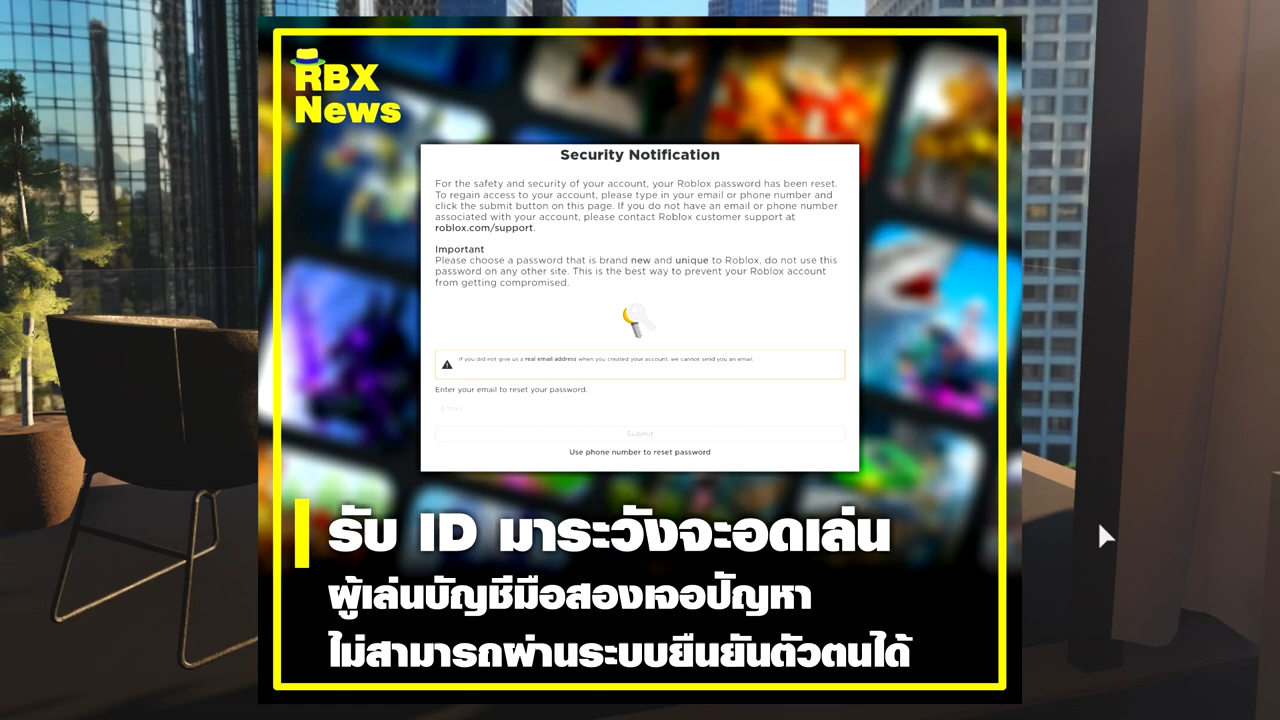 RBX
News
Security Notification
For the safety and security of your account, your Roblox password has been reset.
To regain access to your account, please type in your email or phone number and
click the submit button on this page. If you do not have an email or phone number
associated with your account, please contact Roblox customer support at
roblox.com/support.
Important
Please choose a password that is brand new and unique to Roblox, do not use this
password on any other site. This is the best way to prevent your Roblox account
from getting compromised.
If you did not give us a real email address when you created your account, we cannot send you an email.
Enter your email to reset your password.
Email
Submit
Use phone number to reset password
รับ ID มาระวังจะอดเล่น
ผู้เล่นบัญชีมือสองเจอปัญหา
ไม่สามารถผ่านระบบยืนยันตัวตนได้